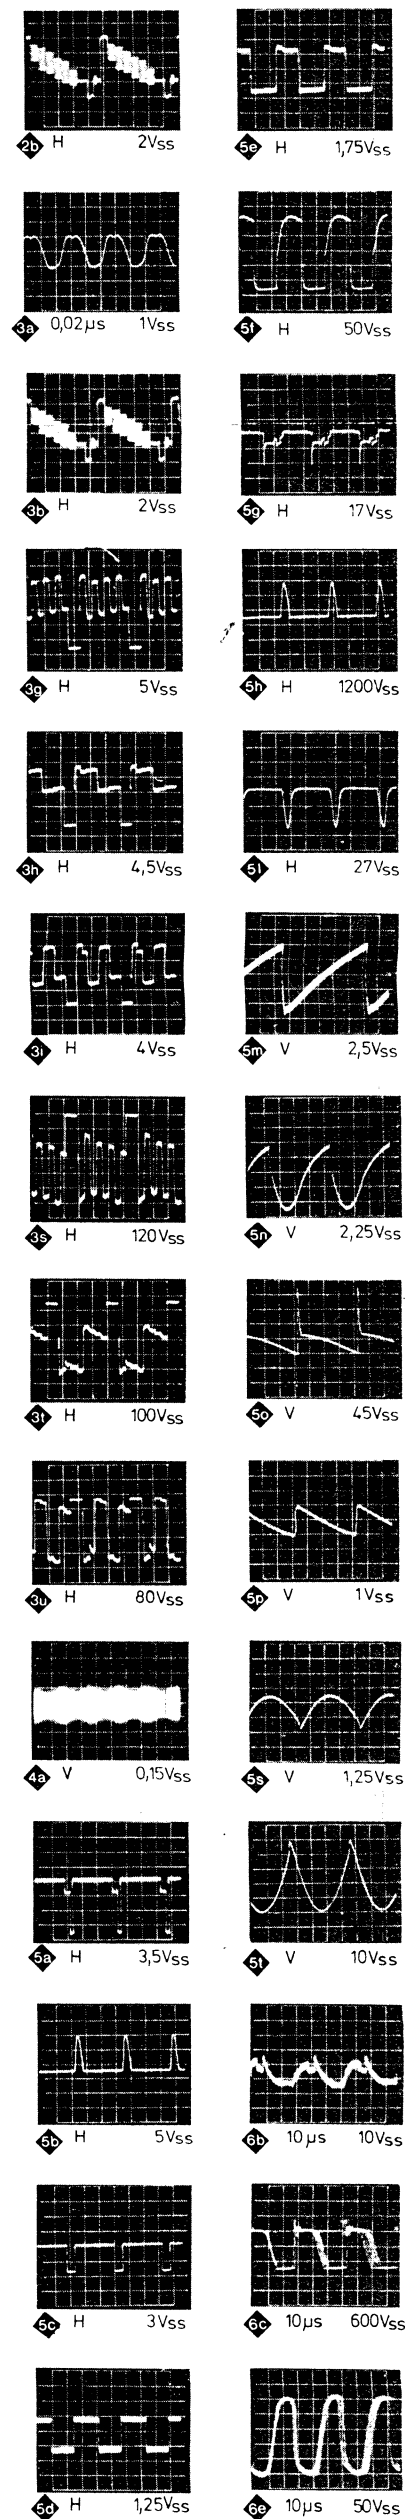 2b H 2Vss
3a 0,02µs 1Vss
3b H 2Vss
3g H 5Vss
3h H 4,5Vss
3i H 4Vss
3s H 120Vss
3t H 100Vss
3u H 80Vss
4a V 0,15Vss
5a H 3,5Vss
5b H 5Vss
5c H 3Vss
5d H 1,25Vss
5e H 1,75Vss
5f H 50Vss
5g H 17Vss
5h H 1200Vss
5l H 27Vss
5m V 2,5Vss
5n V 2,25Vss
5o V 45Vss
5p V 1Vss
5s V 1,25Vss
5t V 10Vss
6b 10µs 10Vss
6c 10µs 600Vss
6e 10µs 50Vss